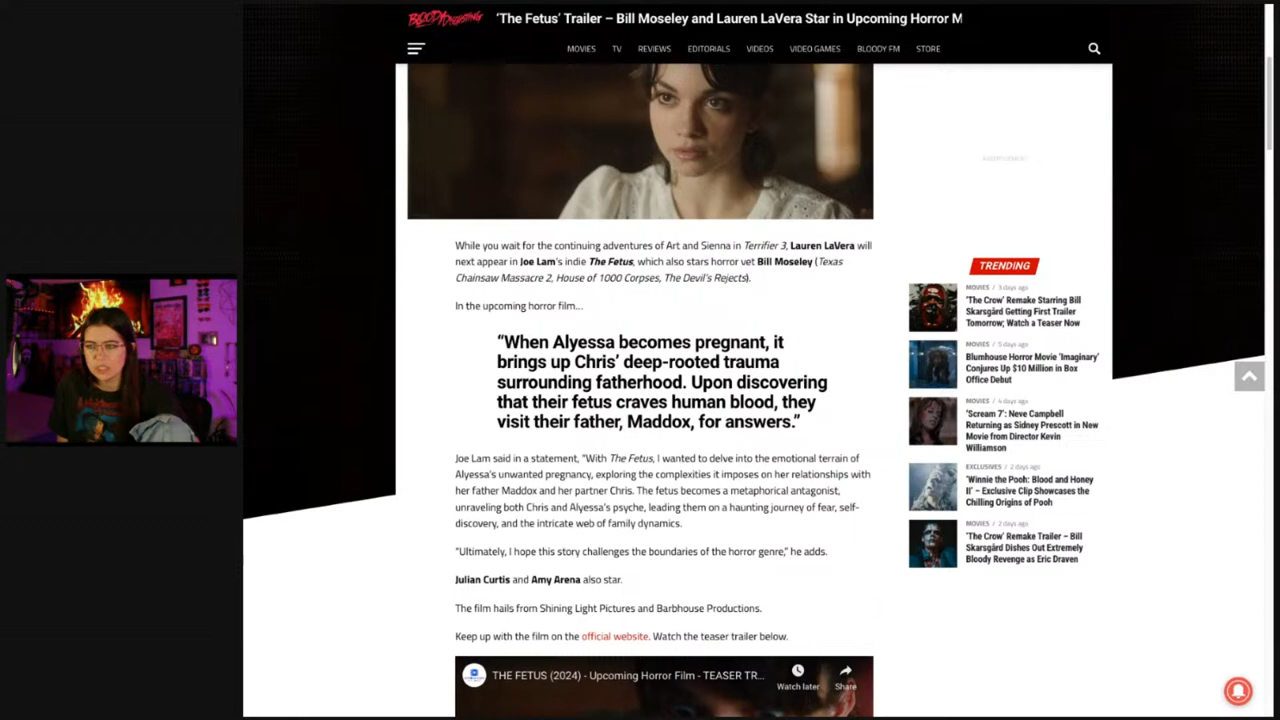 BLOODY DISGUSTING
'The Fetus' Trailer – Bill Moseley and Lauren LaVera Star in Upcoming Horror M
MOVIES TV REVIEWS EDITORIALS VIDEOS VIDEO GAMES BLOODY FM STORE
While you wait for the continuing adventures of Art and Sienna in Terrifier 3, Lauren LaVera will
next appear in Joe Lam's indie The Fetus, which also stars horror vet Bill Moseley (Texas
Chainsaw Massacre 2, House of 1000 Corpses, The Devil's Rejects).
In the upcoming horror film…
“When Alyessa becomes pregnant, it
brings up Chris’ deep-rooted trauma
surrounding fatherhood. Upon discovering
that their fetus craves human blood, they
visit their father, Maddox, for answers.”
Joe Lam said in a statement, “With The Fetus, I wanted to delve into the emotional terrain of
Alyessa’s unwanted pregnancy, exploring the complexities it imposes on her relationships with
her father Maddox and her partner Chris. The fetus becomes a metaphorical antagonist,
unraveling both Chris and Alyessa’s psyche, leading them on a haunting journey of fear, self-
discovery, and the intricate web of family dynamics.
“Ultimately, I hope this story challenges the boundaries of the horror genre,” he adds.
Julian Curtis and Amy Arena also star.
The film hails from Shining Light Pictures and Barbhouse Productions.
Keep up with the film on the official website. Watch the teaser trailer below.
THE FETUS (2024) - Upcoming Horror Film - TEASER TR...
Watch later
Share
ADVERTISEMENT
TRENDING
MOVIES / 3 days ago
‘The Crow’ Remake Starring Bill
Skarsgård Getting First Trailer
Tomorrow; Watch a Teaser Now
MOVIES / 5 days ago
Blumhouse Horror Movie ‘Imaginary’
Conjures Up $10 Million in Box
Office Debut
MOVIES / 4 days ago
‘Scream 7’: Neve Campbell
Returning as Sidney Prescott in New
Movie from Director Kevin
Williamson
EXCLUSIVES / 2 days ago
‘Winnie the Pooh: Blood and Honey
II’ – Exclusive Clip Showcases the
Chilling Origins of Pooh
MOVIES / 2 days ago
‘The Crow’ Remake Trailer – Bill
Skarsgård Dishes Out Extremely
Bloody Revenge as Eric Draven